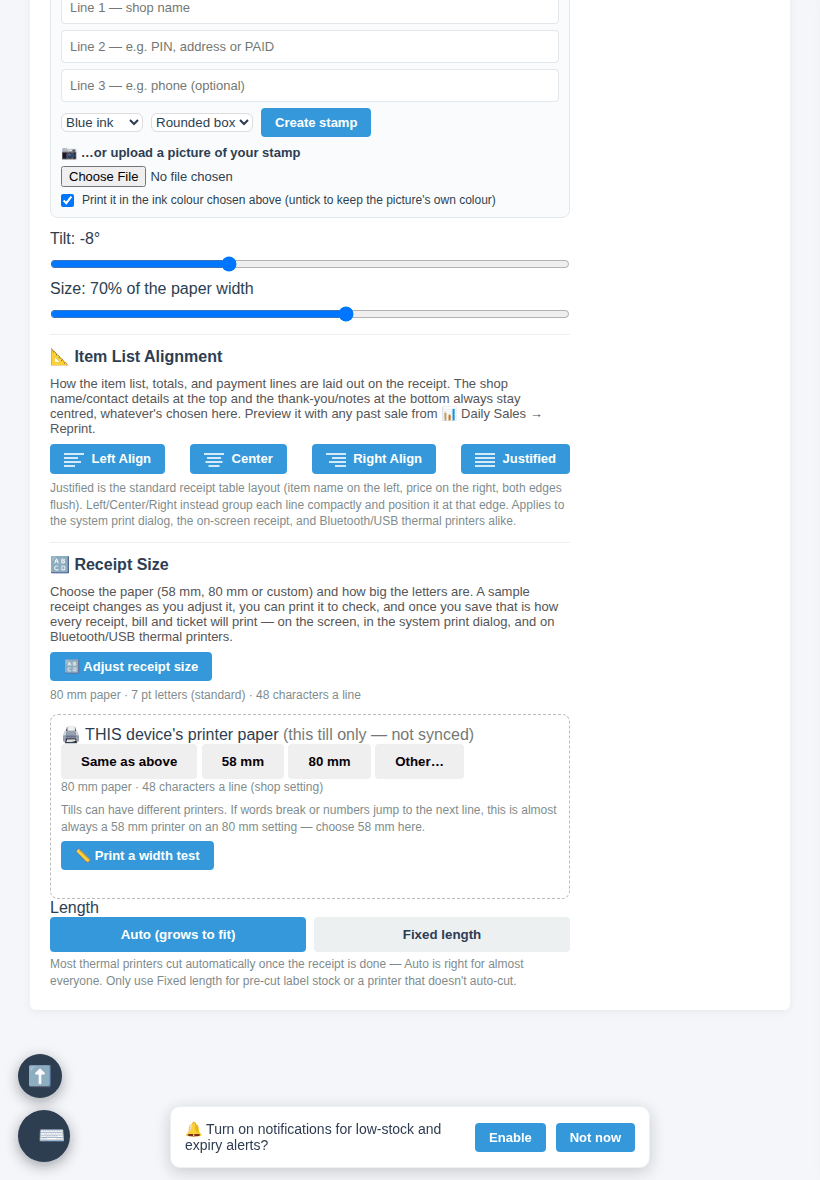 Line 1 — shop name
Line 2 — e.g. PIN, address or PAID
Line 3 — e.g. phone (optional)
Blue ink Rounded box Create stamp
📷 …or upload a picture of your stamp
Choose File No file chosen
Print it in the ink colour chosen above (untick to keep the picture's own colour)
Tilt: -8°
Size: 70% of the paper width
📐 Item List Alignment
How the item list, totals, and payment lines are laid out on the receipt. The shop
name/contact details at the top and the thank-you/notes at the bottom always stay
centred, whatever's chosen here. Preview it with any past sale from 📊 Daily Sales →
Reprint.
Left Align Center Right Align Justified
Justified is the standard receipt table layout (item name on the left, price on the right, both edges
flush). Left/Center/Right instead group each line compactly and position it at that edge. Applies to
the system print dialog, the on-screen receipt, and Bluetooth/USB thermal printers alike.
🔠 Receipt Size
Choose the paper (58 mm, 80 mm or custom) and how big the letters are. A sample
receipt changes as you adjust it, you can print it to check, and once you save that is how
every receipt, bill and ticket will print — on the screen, in the system print dialog, and on
Bluetooth/USB thermal printers.
🔠 Adjust receipt size
80 mm paper · 7 pt letters (standard) · 48 characters a line
🖨️ THIS device's printer paper (this till only — not synced)
Same as above 58 mm 80 mm Other…
80 mm paper · 48 characters a line (shop setting)
Tills can have different printers. If words break or numbers jump to the next line, this is almost
always a 58 mm printer on an 80 mm setting — choose 58 mm here.
📏 Print a width test
Length
Auto (grows to fit) Fixed length
Most thermal printers cut automatically once the receipt is done — Auto is right for almost
everyone. Only use Fixed length for pre-cut label stock or a printer that doesn't auto-cut.
🔔 Turn on notifications for low-stock and
expiry alerts?
Enable Not now